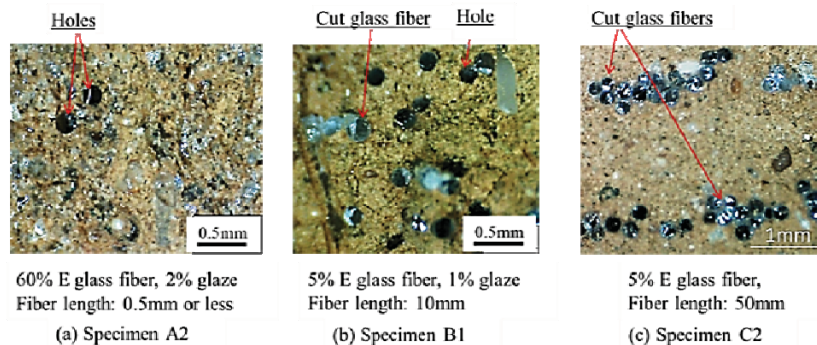 Holes
Cut glass fiber
Hole
Cut glass fibers
0.5mm
0.5mm
1mm
60% E glass fiber, 2% glaze
Fiber length: 0.5mm or less
(a) Specimen A2
5% E glass fiber, 1% glaze
Fiber length: 10mm
(b) Specimen B1
5% E glass fiber,
Fiber length: 50mm
(c) Specimen C2